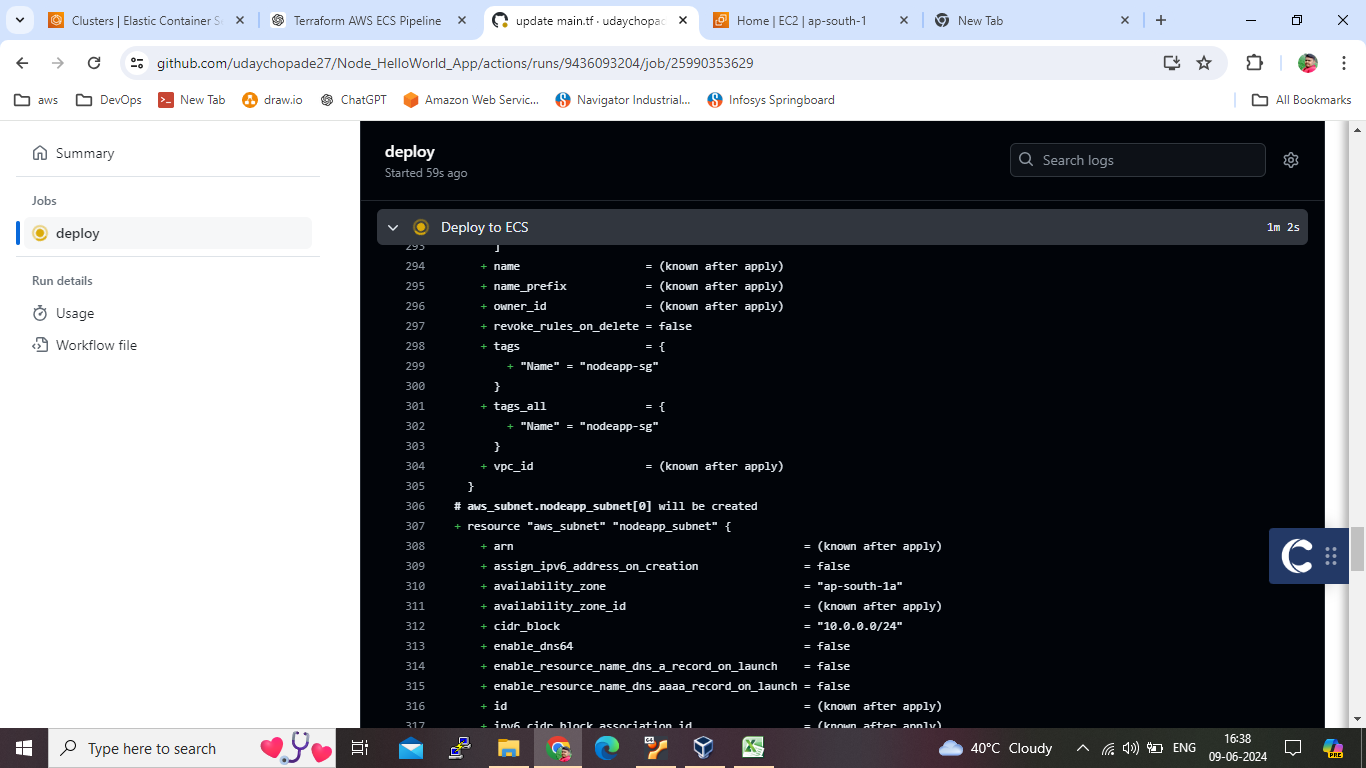 Clusters | Elastic Container S
Terraform AWS ECS Pipeline
update main.tf · udaychopad
Home | EC2 | ap-south-1
New Tab
github.com/udaychopade27/Node_HelloWorld_App/actions/runs/9436093204/job/25990353629
aws
DevOps
New Tab
draw.io
ChatGPT
Amazon Web Servic...
Navigator Industrial...
Infosys Springboard
All Bookmarks
Summary
Jobs
deploy
Run details
Usage
Workflow file
deploy
Started 59s ago
Search logs
Deploy to ECS 1m 2s
293 ]
294 + name = (known after apply)
295 + name_prefix = (known after apply)
296 + owner_id = (known after apply)
297 + revoke_rules_on_delete = false
298 + tags = {
299 + "Name" = "nodeapp-sg"
300 }
301 + tags_all = {
302 + "Name" = "nodeapp-sg"
303 }
304 + vpc_id = (known after apply)
305 }
306 # aws_subnet.nodeapp_subnet[0] will be created
307 + resource "aws_subnet" "nodeapp_subnet" {
308 + arn = (known after apply)
309 + assign_ipv6_address_on_creation = false
310 + availability_zone = "ap-south-1a"
311 + availability_zone_id = (known after apply)
312 + cidr_block = "10.0.0.0/24"
313 + enable_dns64 = false
314 + enable_resource_name_dns_a_record_on_launch = false
315 + enable_resource_name_dns_aaaa_record_on_launch = false
316 + id = (known after apply)
317 + ipv6_cidr_block_association_id = (known after apply)
Type here to search
40°C Cloudy
ENG
16:38
09-06-2024